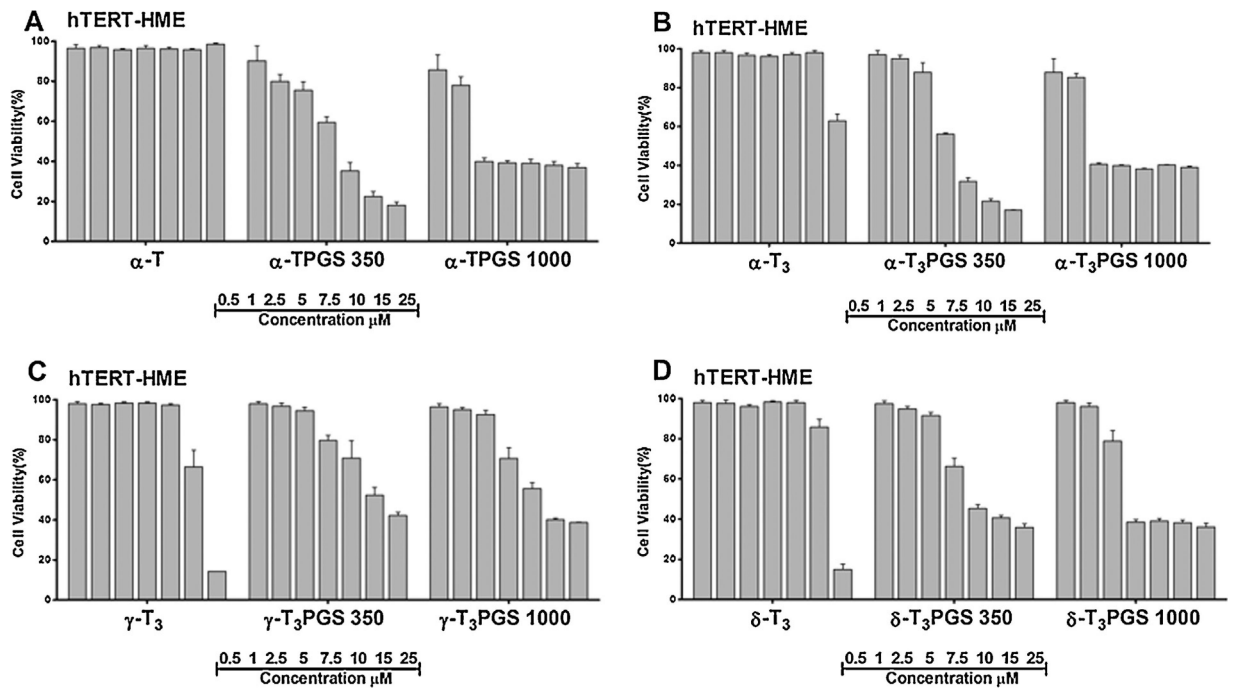 A
hTERT-HME
Cell Viability(%)
100
80
60
40
20
0
α-T
α-TPGS 350
α-TPGS 1000
0.5 1 2.5 5 7.5 10 15 25
Concentration μM
B
hTERT-HME
Cell Viability(%)
100
80
60
40
20
0
α-T₃
α-T₃PGS 350
α-T₃PGS 1000
0.5 1 2.5 5 7.5 10 15 25
Concentration μM
C
hTERT-HME
Cell Viability(%)
100
80
60
40
20
0
γ-T₃
γ-T₃PGS 350
γ-T₃PGS 1000
0.5 1 2.5 5 7.5 10 15 25
Concentration μM
D
hTERT-HME
Cell Viability(%)
100
80
60
40
20
0
δ-T₃
δ-T₃PGS 350
δ-T₃PGS 1000
0.5 1 2.5 5 7.5 10 15 25
Concentration μM